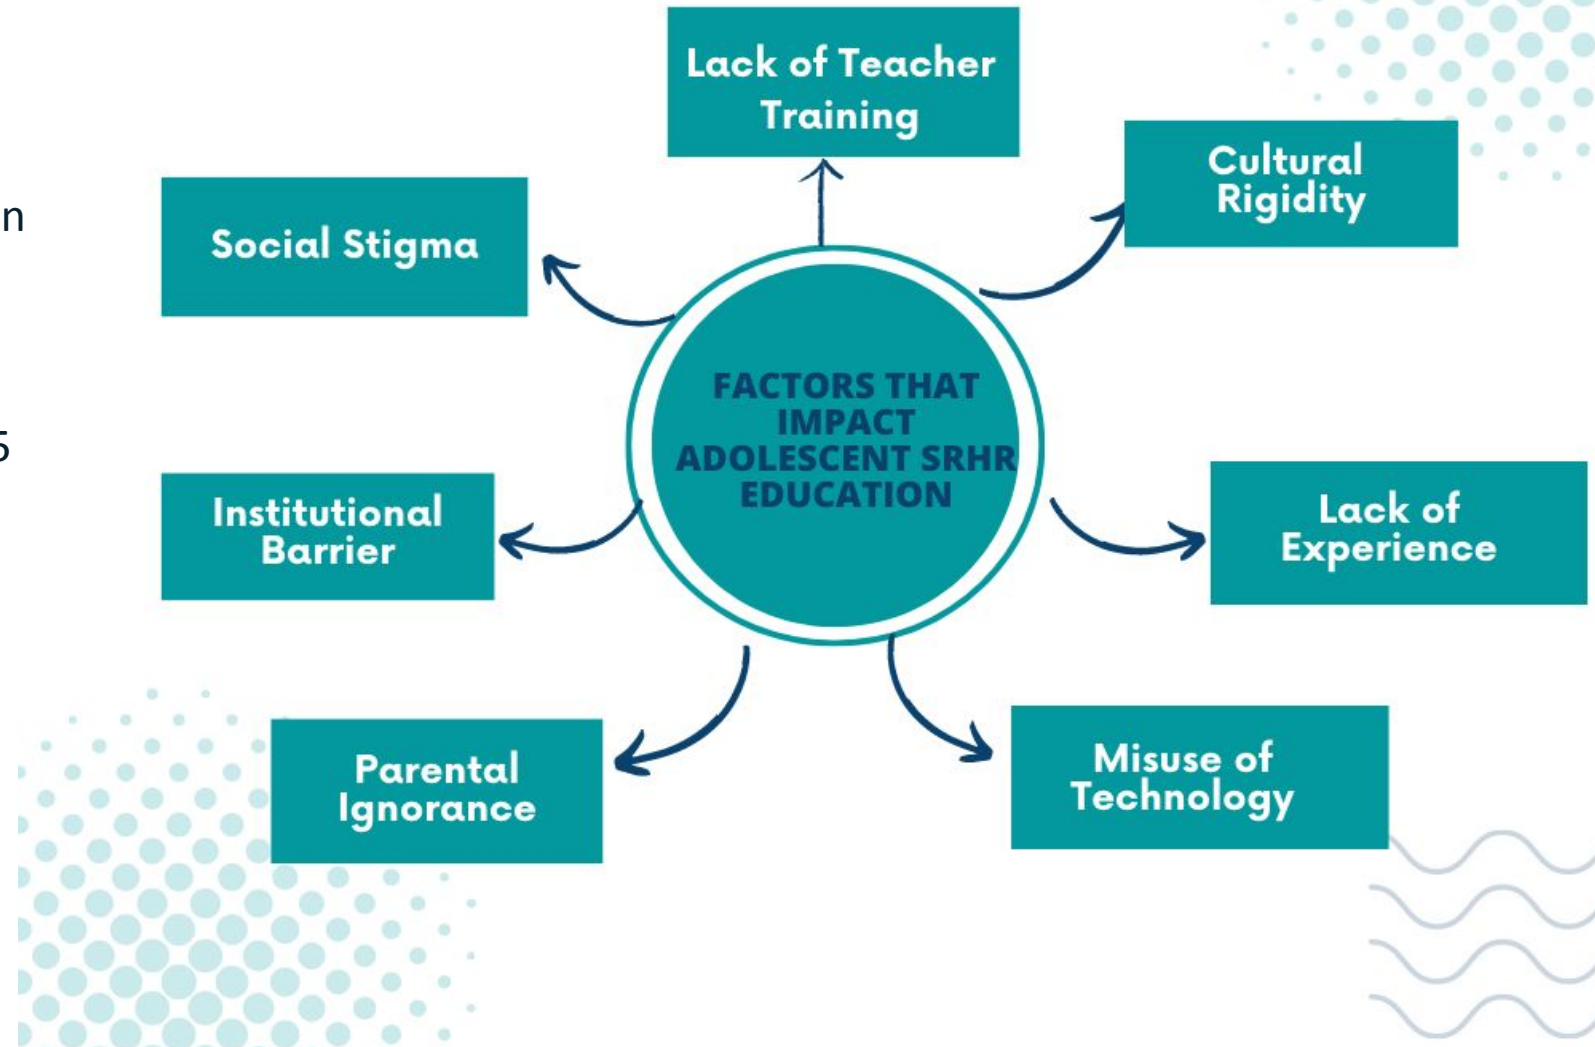 Lack of Teacher
Training
Cultural
Rigidity
n
Social Stigma
FACTORS THAT
IMPACT
ADOLESCENT SRHR
EDUCATION
5
Institutional
Barrier
Lack of
Experience
Parental
Ignorance
Misuse of
Technology